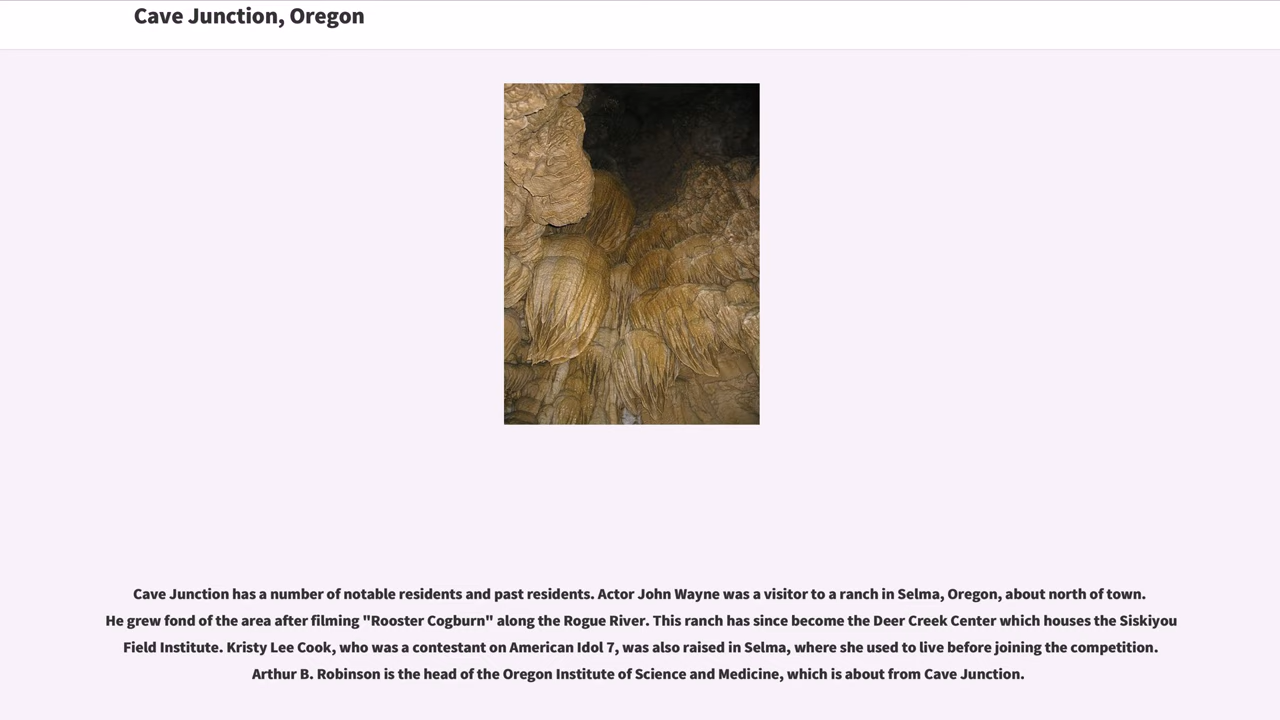 Cave Junction, Oregon
Cave Junction has a number of notable residents and past residents. Actor John Wayne was a visitor to a ranch in Selma, Oregon, about north of town.
He grew fond of the area after filming "Rooster Cogburn" along the Rogue River. This ranch has since become the Deer Creek Center which houses the Siskiyou
Field Institute. Kristy Lee Cook, who was a contestant on American Idol 7, was also raised in Selma, where she used to live before joining the competition.
Arthur B. Robinson is the head of the Oregon Institute of Science and Medicine, which is about from Cave Junction.